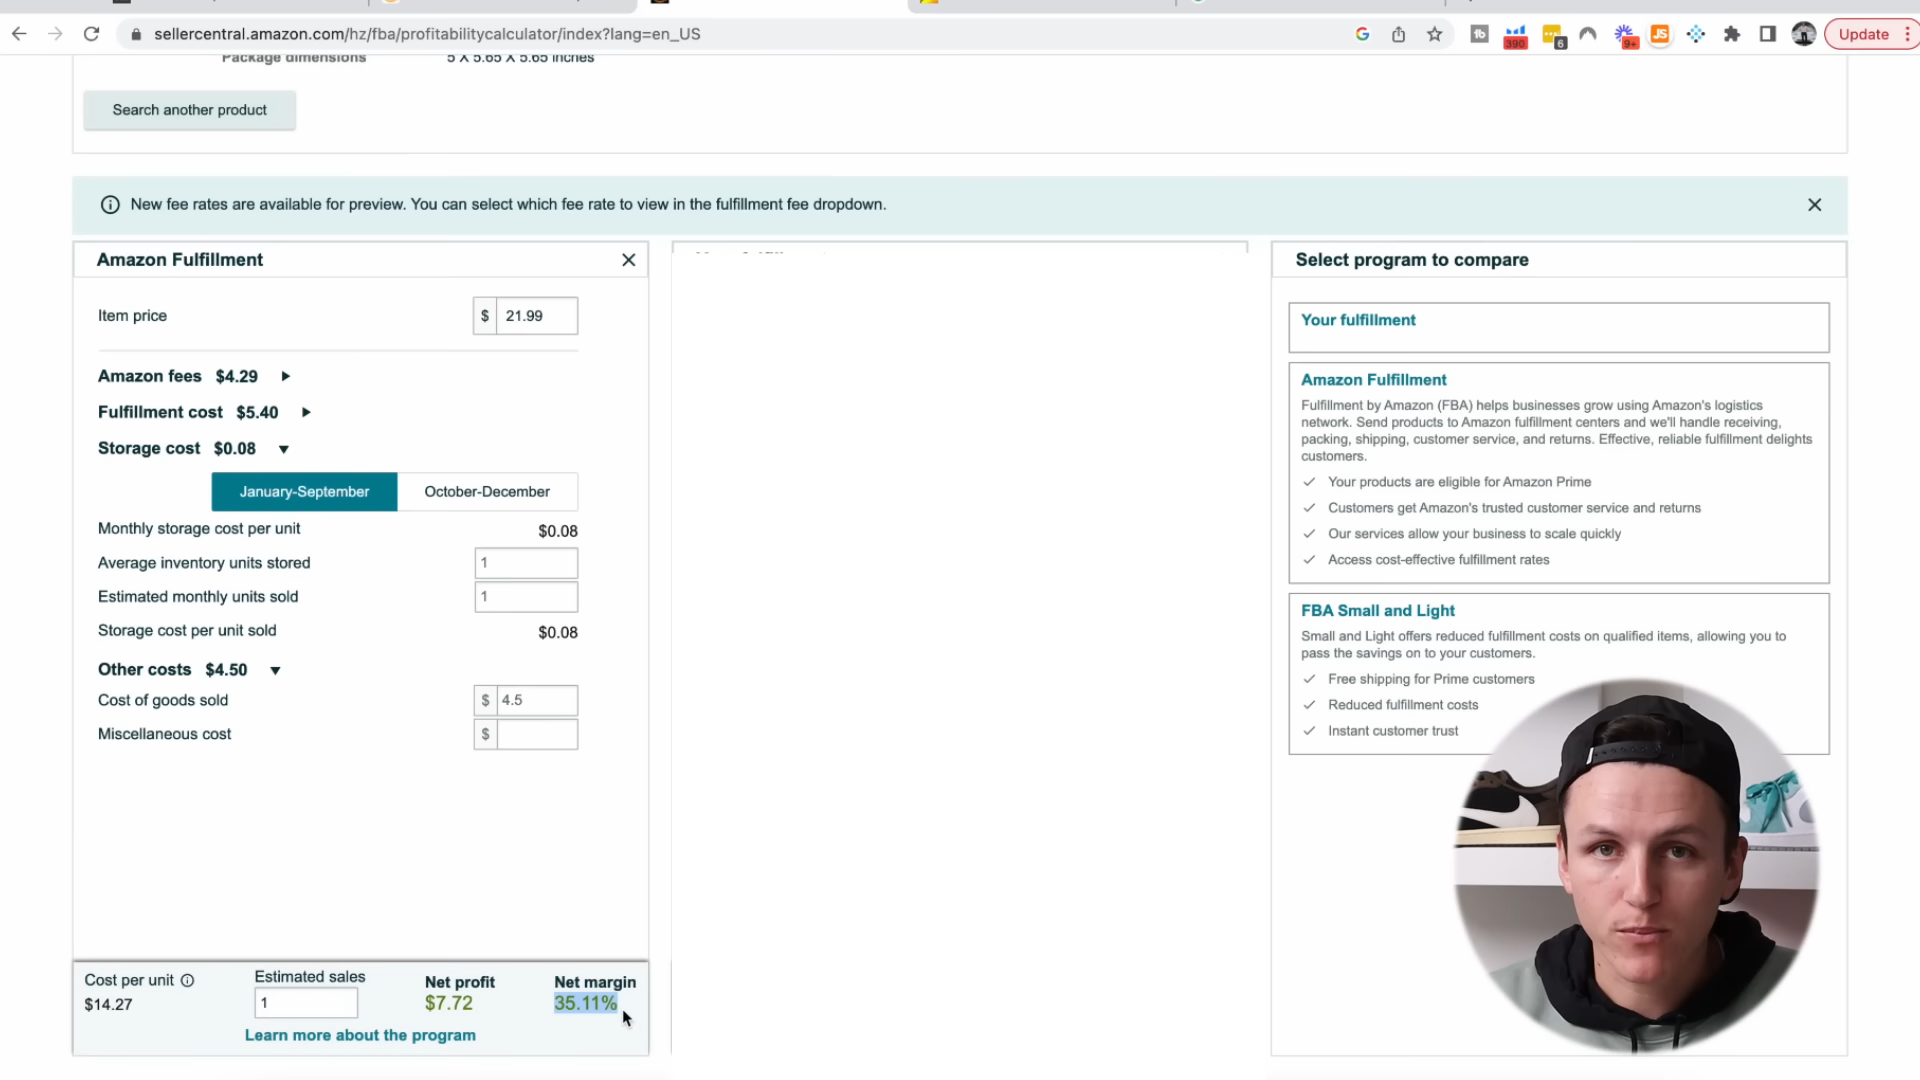 sellercentral.amazon.com/hz/fba/profitabilitycalculator/index?lang=en_US
390
6
9+
JS
Update
Package dimensions 5 X 5.65 X 5.65 inches
Search another product
New fee rates are available for preview. You can select which fee rate to view in the fulfillment fee dropdown.
Amazon Fulfillment
Item price $ 21.99
Amazon fees $4.29
Fulfillment cost $5.40
Storage cost $0.08
January-September October-December
Monthly storage cost per unit $0.08
Average inventory units stored 1
Estimated monthly units sold 1
Storage cost per unit sold $0.08
Other costs $4.50
Cost of goods sold $ 4.5
Miscellaneous cost $
Cost per unit Estimated sales Net profit Net margin
$14.27 1 $7.72 35.11%
Learn more about the program
Select program to compare
Your fulfillment
Amazon Fulfillment
Fulfillment by Amazon (FBA) helps businesses grow using Amazon's logistics
network. Send products to Amazon fulfillment centers and we'll handle receiving,
packing, shipping, customer service, and returns. Effective, reliable fulfillment delights
customers.
Your products are eligible for Amazon Prime
Customers get Amazon's trusted customer service and returns
Our services allow your business to scale quickly
Access cost-effective fulfillment rates
FBA Small and Light
Small and Light offers reduced fulfillment costs on qualified items, allowing you to
pass the savings on to your customers.
Free shipping for Prime customers
Reduced fulfillment costs
Instant customer trust